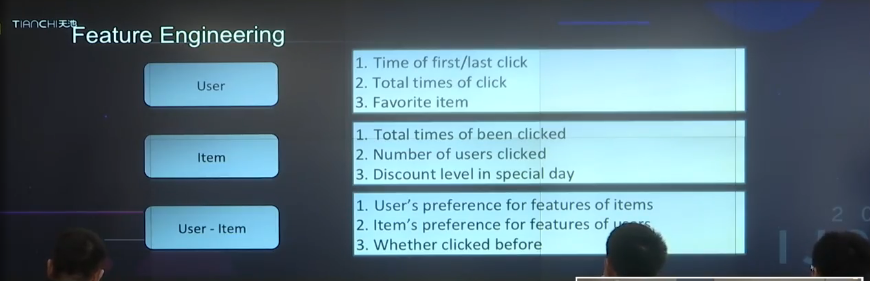 TIANCHI天池
Feature Engineering
User
1. Time of first/last click
2. Total times of click
3. Favorite item
Item
1. Total times of been clicked
2. Number of users clicked
3. Discount level in special day
User - Item
1. User's preference for features of items
2. Item's preference for features of users
3. Whether clicked before
2 0